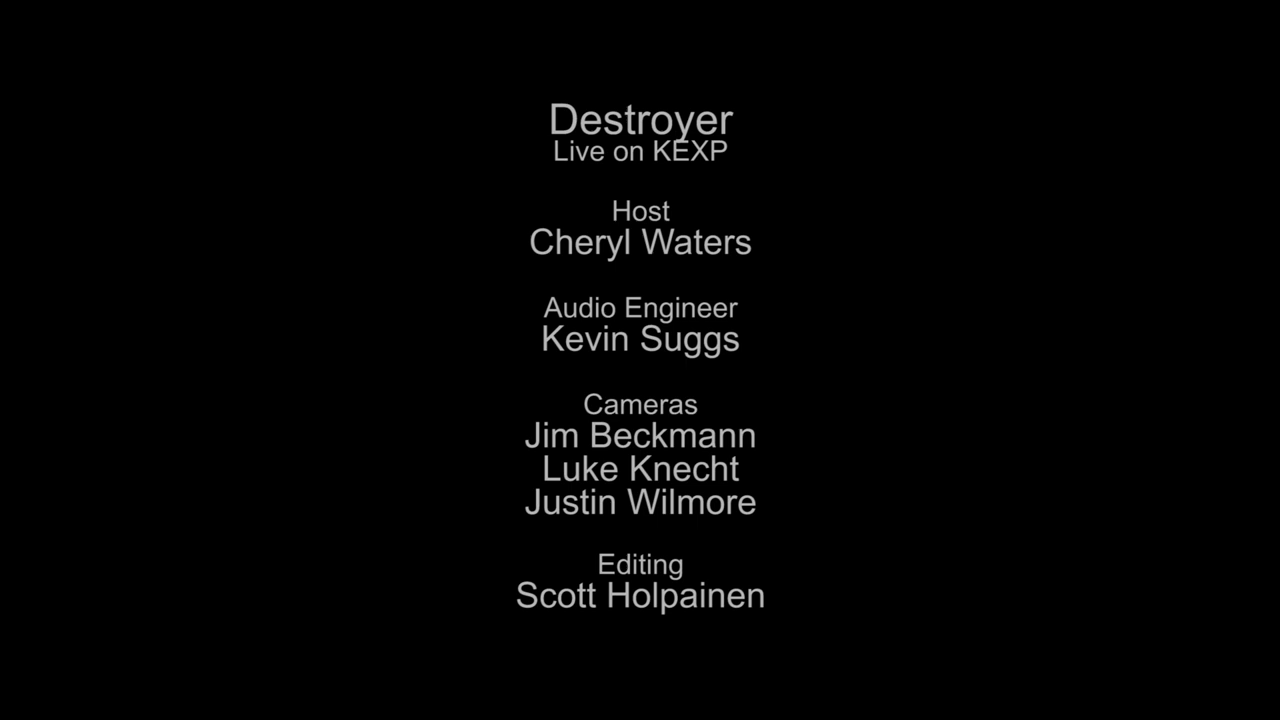 Destroyer
Live on KEXP
Host
Cheryl Waters
Audio Engineer
Kevin Suggs
Cameras
Jim Beckmann
Luke Knecht
Justin Wilmore
Editing
Scott Holpainen